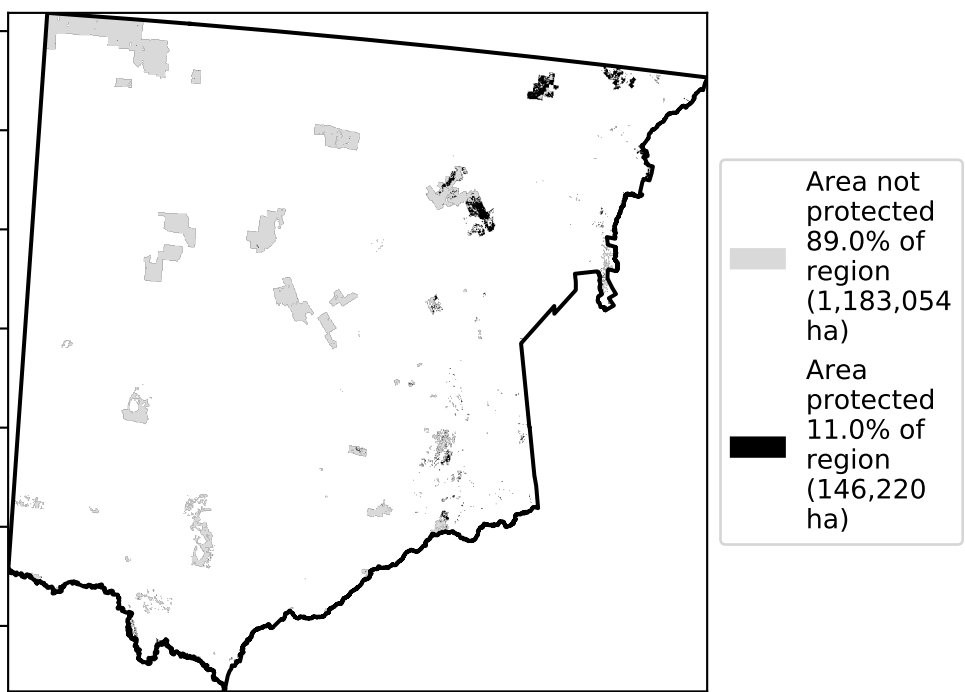 Area not
protected
89.0% of
region
(1,183,054
ha)
Area
protected
11.0% of
region
(146,220
ha)